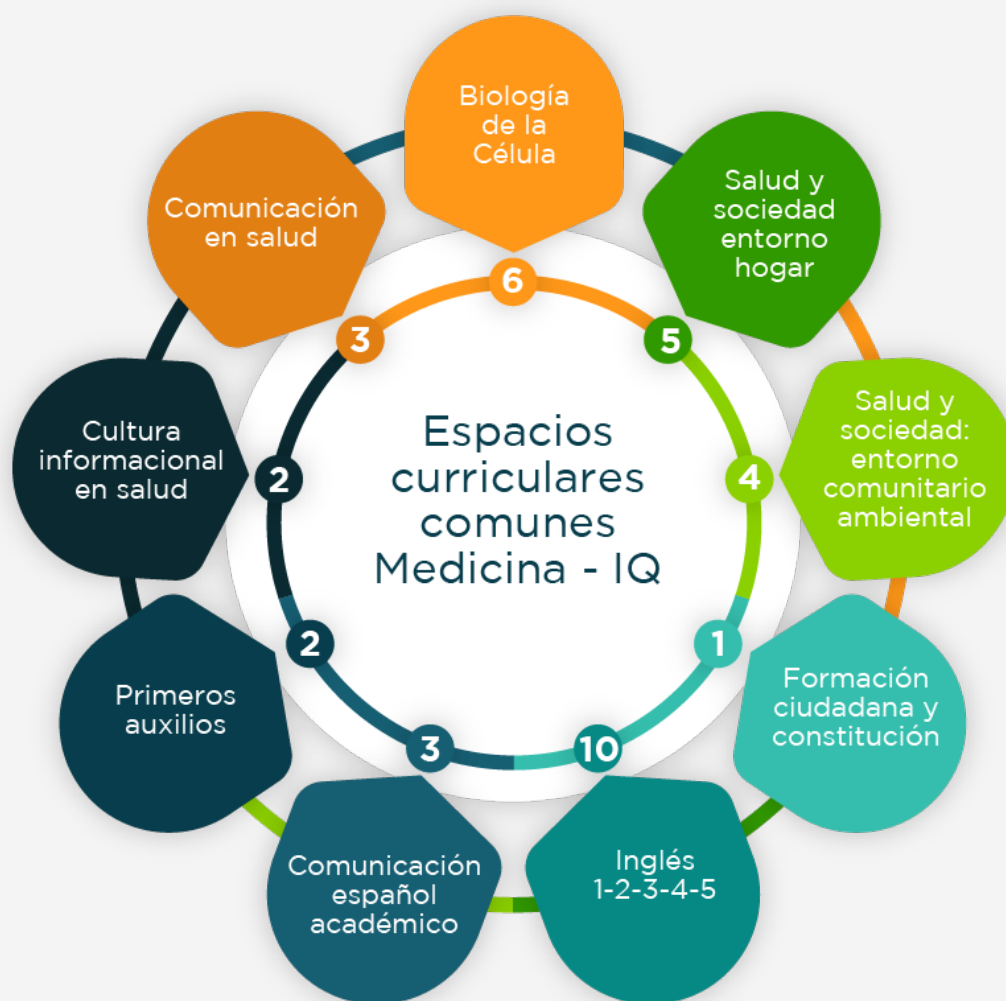 Espacios
curriculares
comunes
Medicina - IQ
Biología
de la
Célula
6
Salud y
sociedad
entorno
hogar
5
Salud y
sociedad:
entorno
comunitario
ambiental
4
Formación
ciudadana y
constitución
1
Inglés
1-2-3-4-5
10
Comunicación
español
académico
3
Primeros
auxilios
2
Cultura
informacional
en salud
2
Comunicación
en salud
3